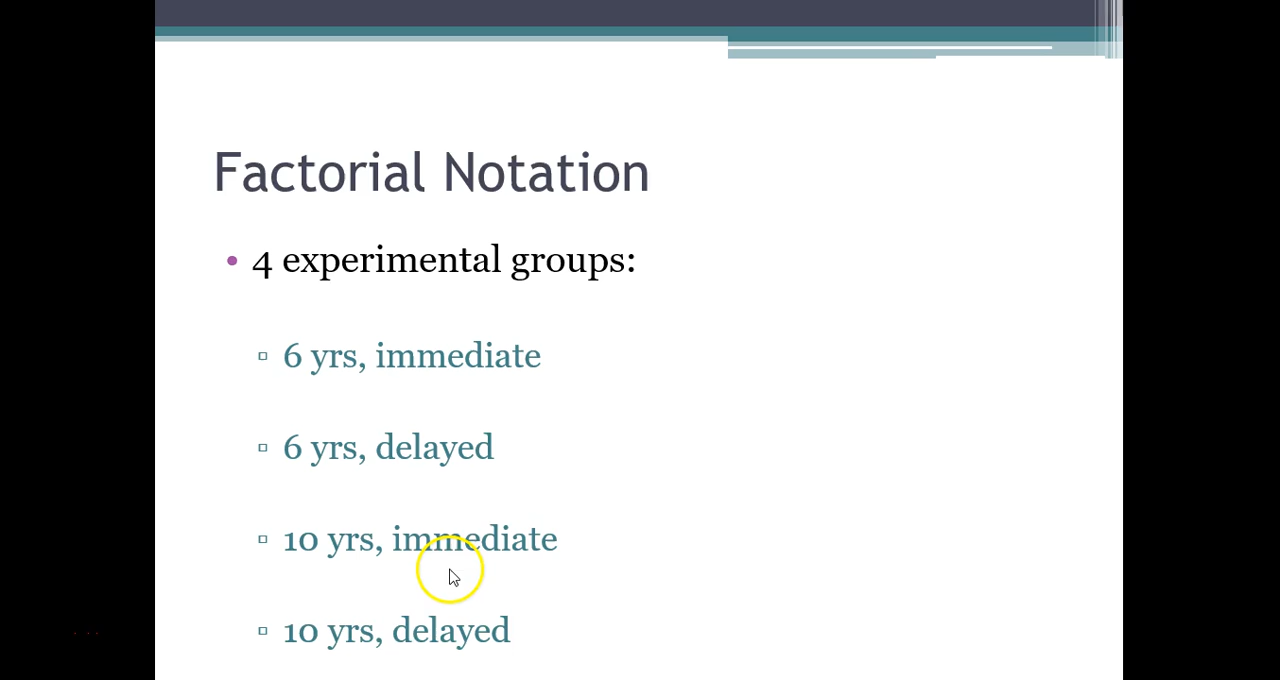 Factorial Notation
• 4 experimental groups:
▫ 6 yrs, immediate
▫ 6 yrs, delayed
▫ 10 yrs, immediate
▫ 10 yrs, delayed